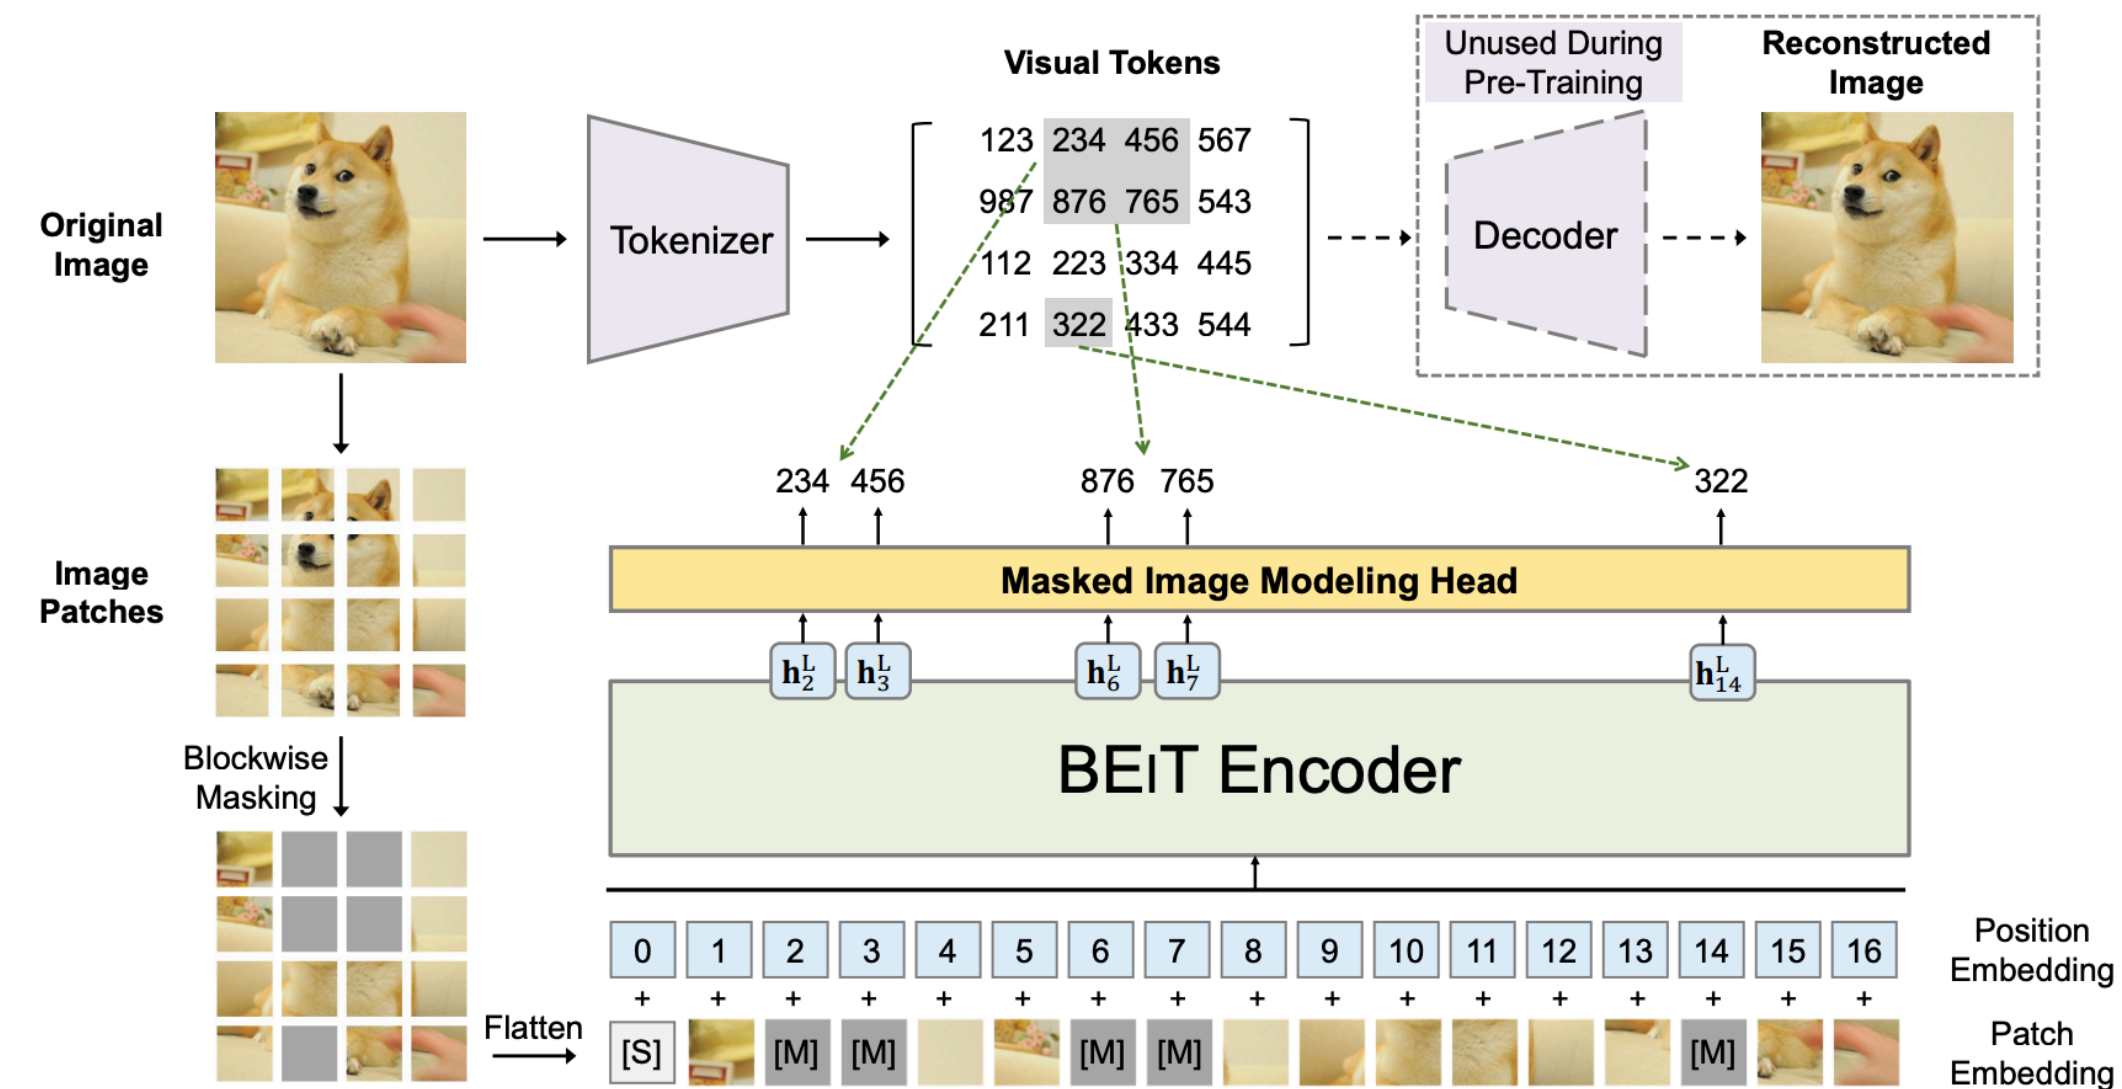 Unused During
Pre-Training
Reconstructed
Image
Visual Tokens
Original
Image
Tokenizer
123 234 456 567
987 876 765 543
112 223 334 445
211 322 433 544
Decoder
234 456 876 765 322
Image
Patches
Masked Image Modeling Head
h₂ᴸ h₃ᴸ h₆ᴸ h₇ᴸ h₁₄ᴸ
Blockwise
Masking
BEIT Encoder
0 1 2 3 4 5 6 7 8 9 10 11 12 13 14 15 16
Position
Embedding
+ + + + + + + + + + + + + + + + +
Flatten
[S] [M] [M] [M] [M] [M]
Patch
Embedding